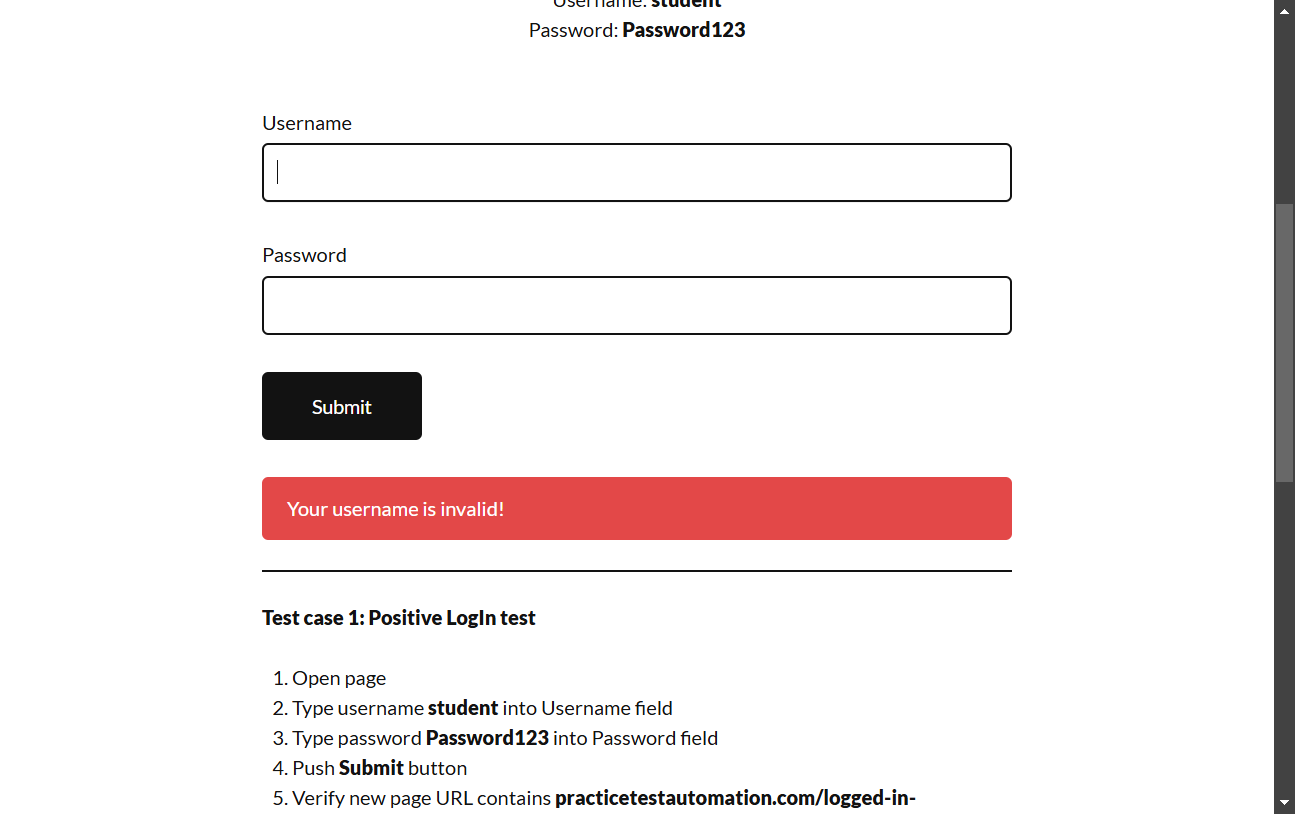 Username: student
Password: Password123
Username
Password
Submit
Your username is invalid!
Test case 1: Positive LogIn test
1. Open page
2. Type username student into Username field
3. Type password Password123 into Password field
4. Push Submit button
5. Verify new page URL contains practicetestautomation.com/logged-in-